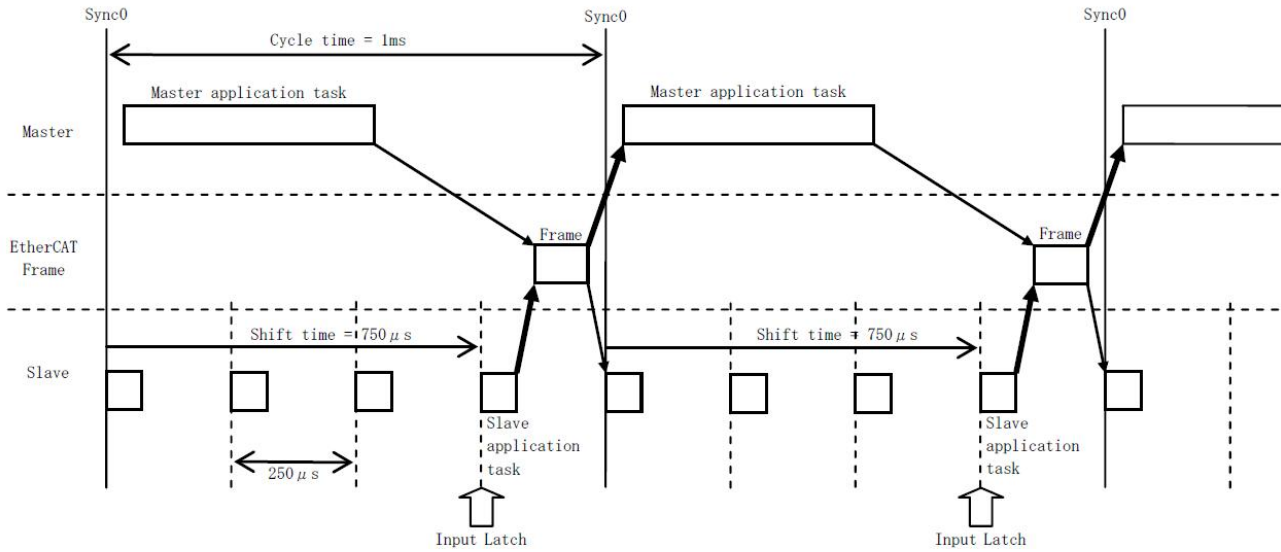 Sync0
Sync0
Sync0
Cycle time = 1ms
Master application task
Master application task
Master
EtherCAT
Frame
Frame
Frame
Shift time = 750μs
Shift time = 750μs
Slave
Slave
application
task
Slave
application
task
250μs
Input Latch
Input Latch